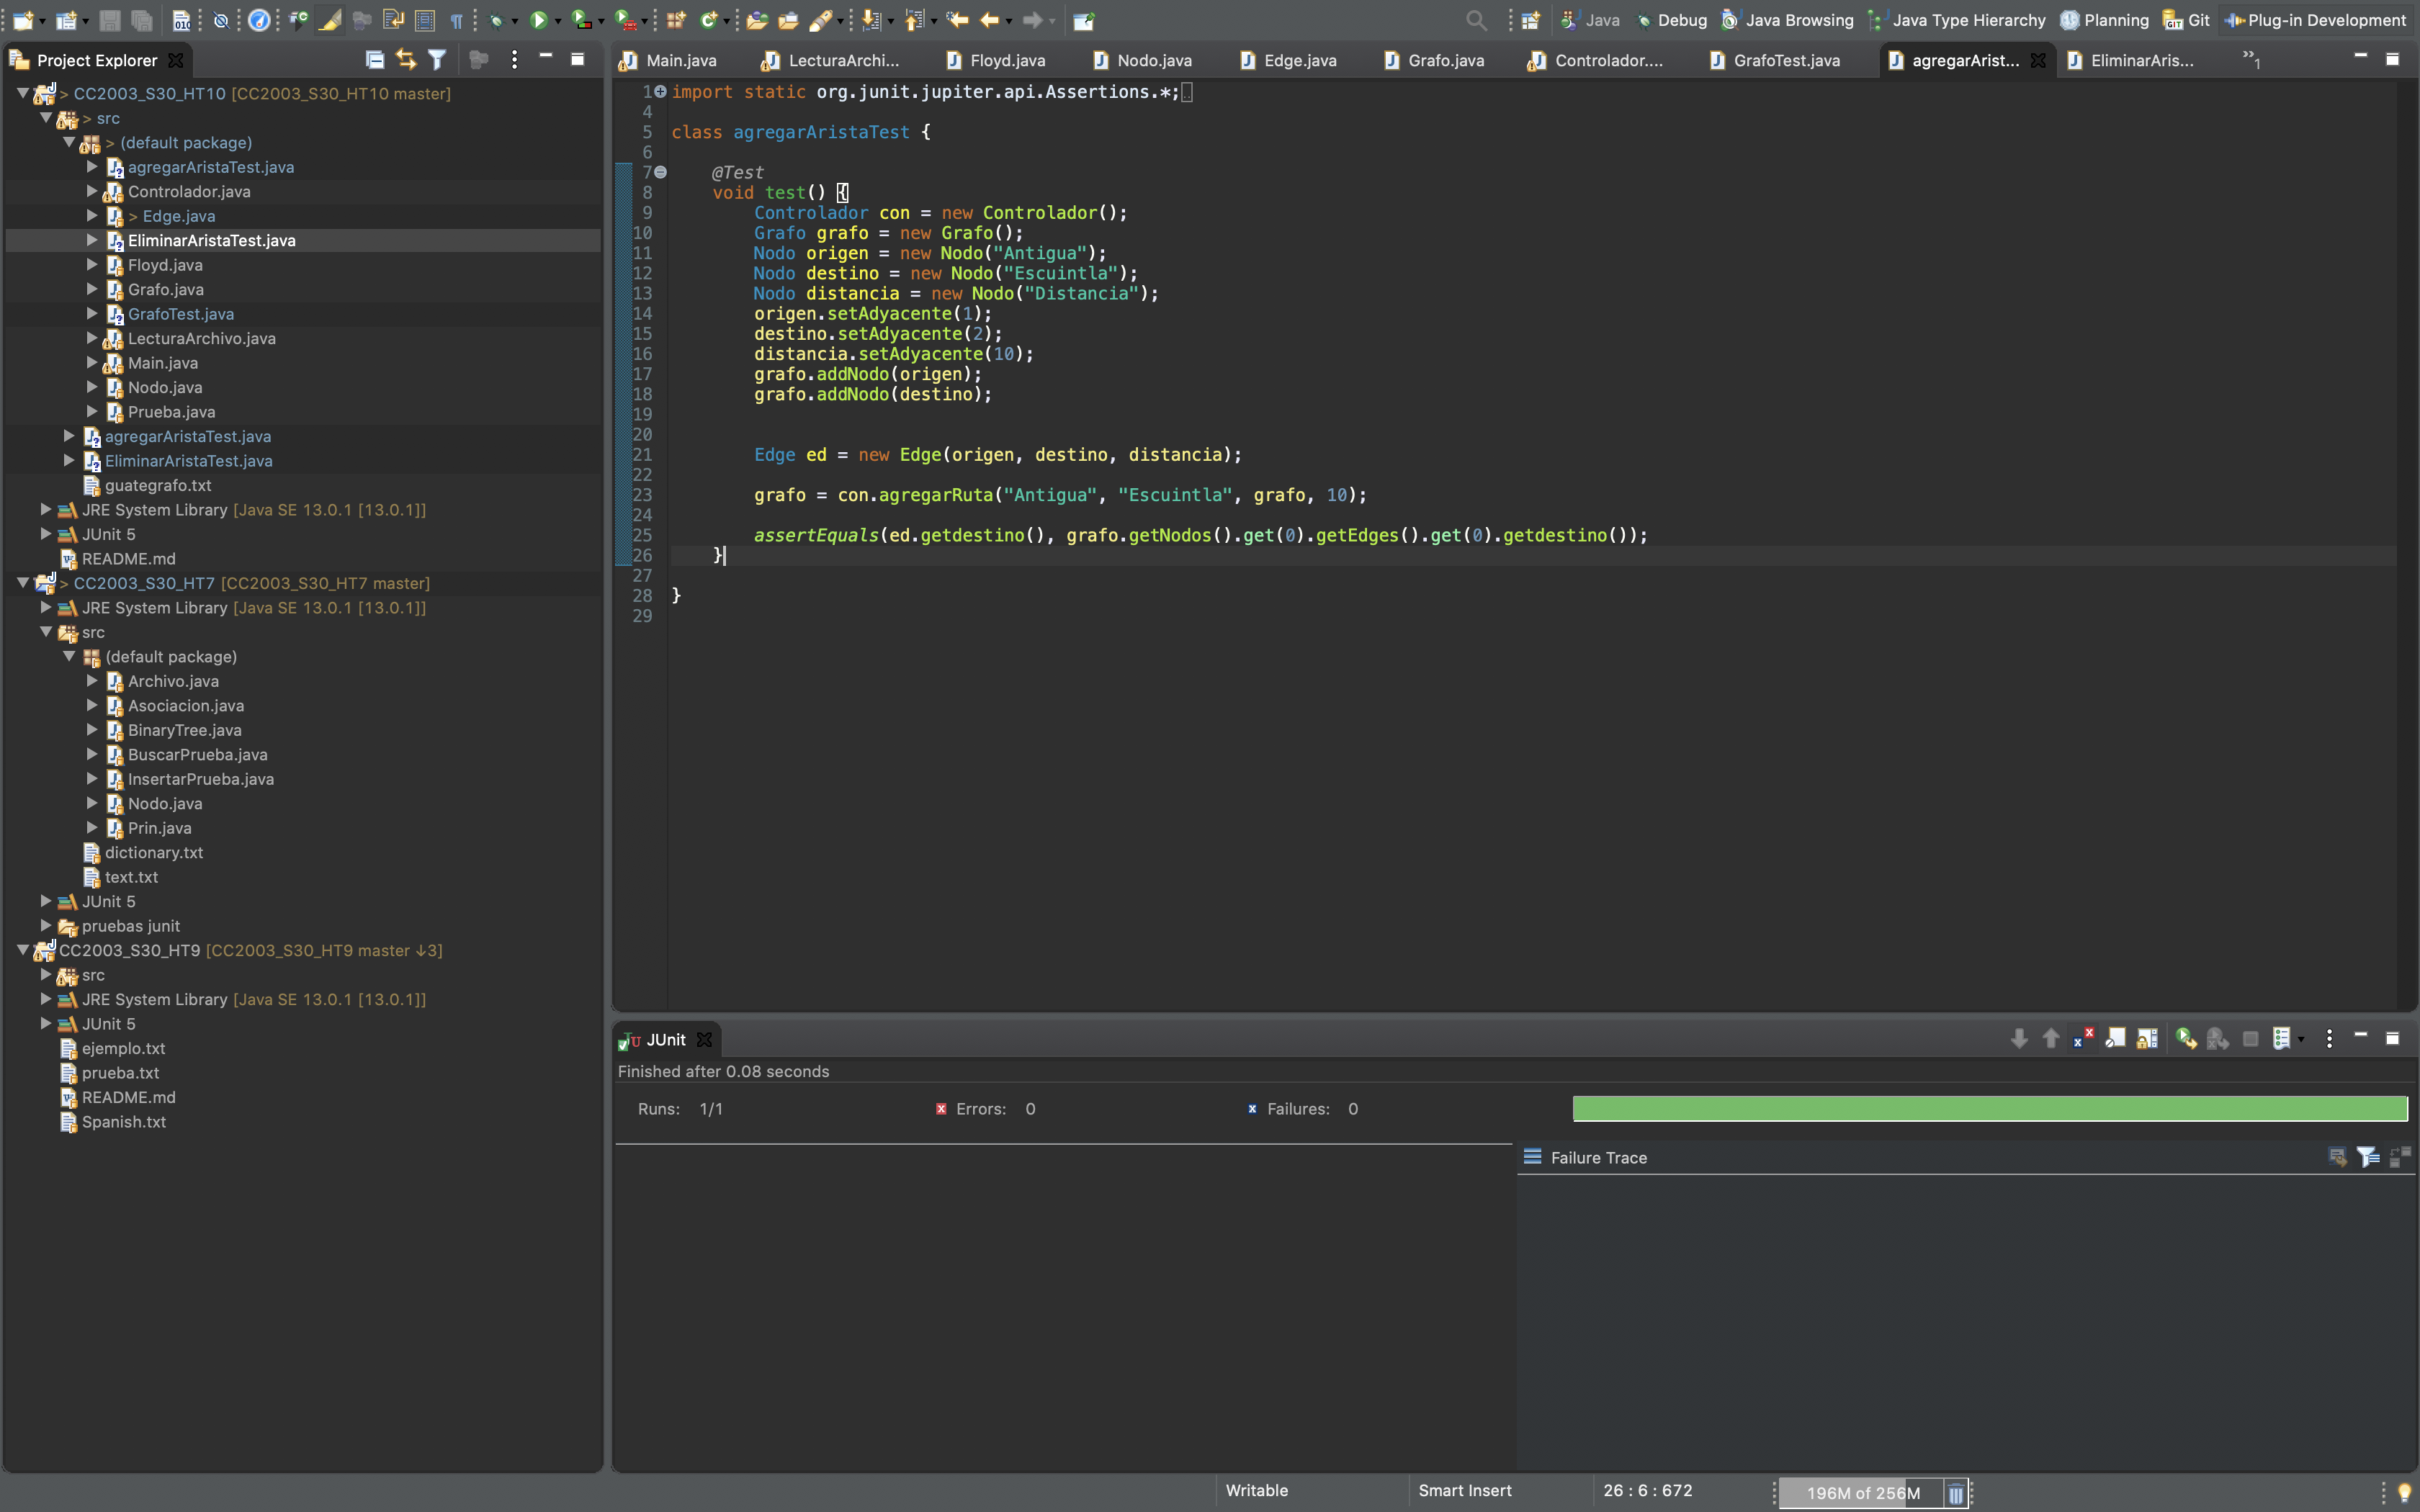 Java
Debug
Java Browsing
Java Type Hierarchy
Planning
Git
Plug-in Development
Project Explorer
> CC2003_S30_HT10 [CC2003_S30_HT10 master]
> src
> (default package)
agregarAristaTest.java
Controlador.java
> Edge.java
EliminarAristaTest.java
Floyd.java
Grafo.java
GrafoTest.java
LecturaArchivo.java
Main.java
Nodo.java
Prueba.java
agregarAristaTest.java
EliminarAristaTest.java
guategrafo.txt
JRE System Library [Java SE 13.0.1 [13.0.1]]
JUnit 5
README.md
> CC2003_S30_HT7 [CC2003_S30_HT7 master]
JRE System Library [Java SE 13.0.1 [13.0.1]]
src
(default package)
Archivo.java
Asociacion.java
BinaryTree.java
BuscarPrueba.java
InsertarPrueba.java
Nodo.java
Prin.java
dictionary.txt
text.txt
JUnit 5
pruebas junit
CC2003_S30_HT9 [CC2003_S30_HT9 master ↓3]
src
JRE System Library [Java SE 13.0.1 [13.0.1]]
JUnit 5
ejemplo.txt
prueba.txt
README.md
Spanish.txt
Main.java
LecturaArchi...
Floyd.java
Nodo.java
Edge.java
Grafo.java
Controlador....
GrafoTest.java
agregarArist...
EliminarAris...
»1
1 import static org.junit.jupiter.api.Assertions.*;
4
5 class agregarAristaTest {
6
7 @Test
8 void test() {
9 Controlador con = new Controlador();
10 Grafo grafo = new Grafo();
11 Nodo origen = new Nodo("Antigua");
12 Nodo destino = new Nodo("Escuintla");
13 Nodo distancia = new Nodo("Distancia");
14 origen.setAdyacente(1);
15 destino.setAdyacente(2);
16 distancia.setAdyacente(10);
17 grafo.addNodo(origen);
18 grafo.addNodo(destino);
19
20
21 Edge ed = new Edge(origen, destino, distancia);
22
23 grafo = con.agregarRuta("Antigua", "Escuintla", grafo, 10);
24
25 assertEquals(ed.getdestino(), grafo.getNodos().get(0).getEdges().get(0).getdestino());
26 }
27
28 }
29
JUnit
Finished after 0.08 seconds
Runs: 1/1
Errors: 0
Failures: 0
Failure Trace
Writable
Smart Insert
26 : 6 : 672
196M of 256M